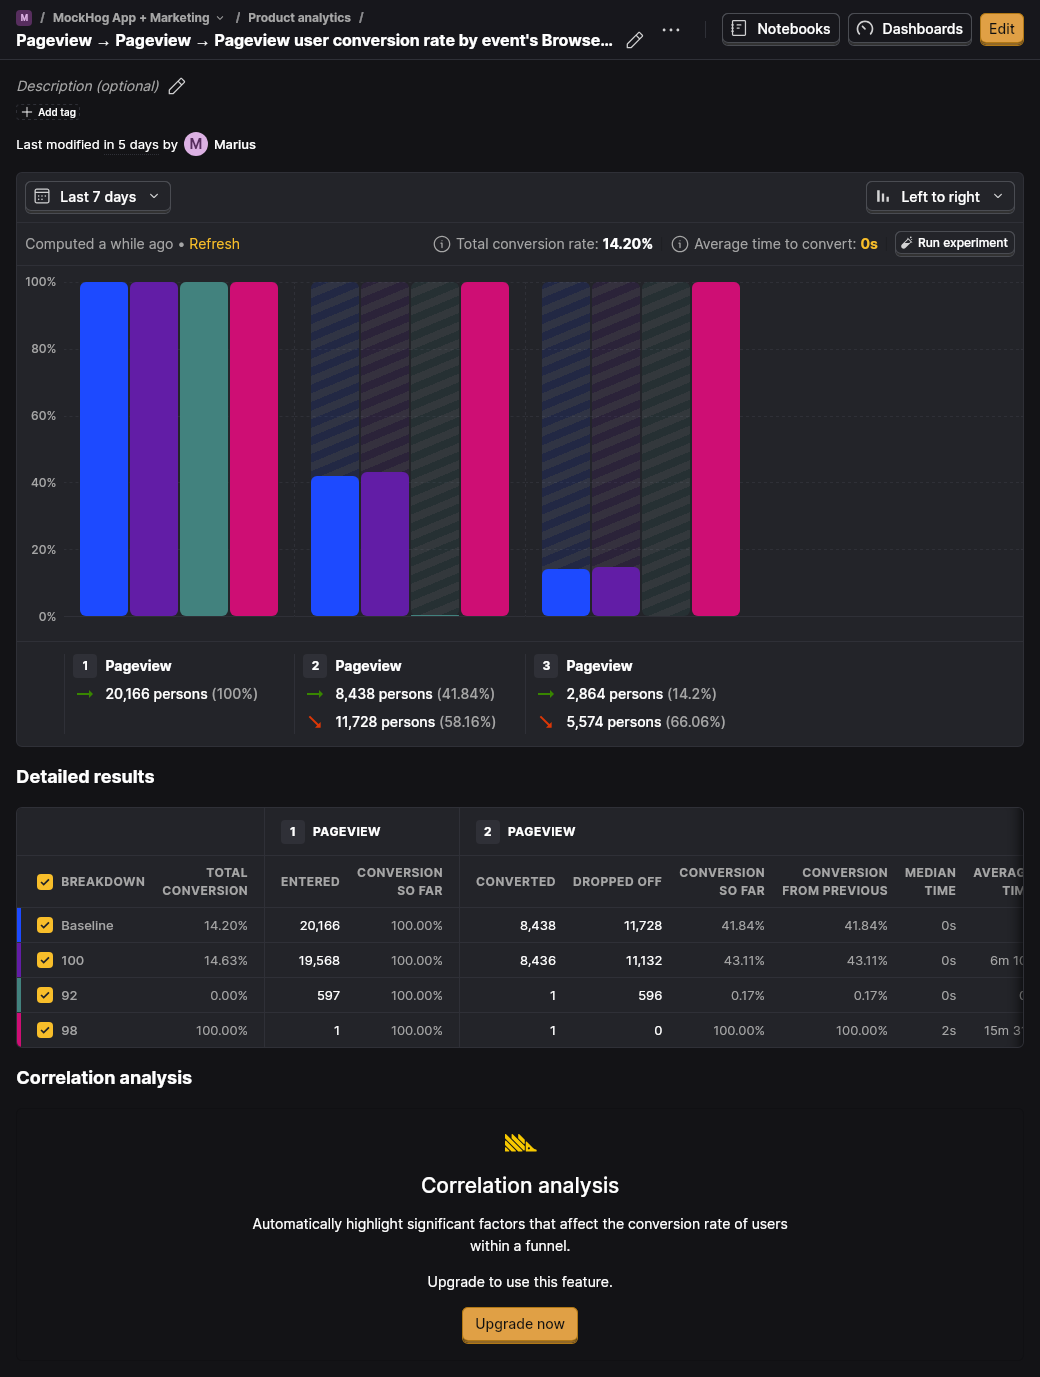 M / MockHog App + Marketing / Product analytics /
Pageview → Pageview → Pageview user conversion rate by event's Browse...
Notebooks
Dashboards
Edit
Description (optional)
Add tag
Last modified in 5 days by M Marius
Last 7 days
Left to right
Computed a while ago • Refresh
Total conversion rate: 14.20%
Average time to convert: 0s
Run experiment
100%
80%
60%
40%
20%
0%
1 Pageview
20,166 persons (100%)
2 Pageview
8,438 persons (41.84%)
11,728 persons (58.16%)
3 Pageview
2,864 persons (14.2%)
5,574 persons (66.06%)
Detailed results
1 PAGEVIEW 2 PAGEVIEW
BREAKDOWN TOTAL CONVERSION ENTERED CONVERSION SO FAR CONVERTED DROPPED OFF CONVERSION SO FAR CONVERSION FROM PREVIOUS MEDIAN TIME AVERAG TIM
Baseline 14.20% 20,166 100.00% 8,438 11,728 41.84% 41.84% 0s
100 14.63% 19,568 100.00% 8,436 11,132 43.11% 43.11% 0s 6m 10
92 0.00% 597 100.00% 1 596 0.17% 0.17% 0s
98 100.00% 1 100.00% 1 0 100.00% 100.00% 2s 15m 3
Correlation analysis
Correlation analysis
Automatically highlight significant factors that affect the conversion rate of users
within a funnel.
Upgrade to use this feature.
Upgrade now